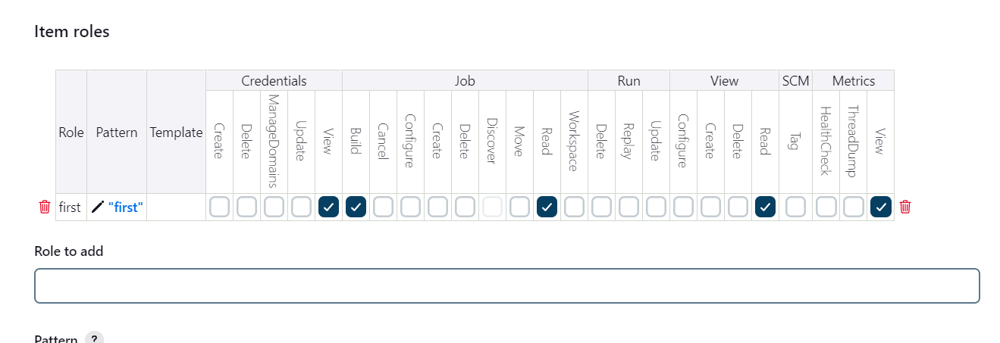 Item roles
Credentials Job Run View SCM Metrics
Role Pattern Template Create Delete ManageDomains Update View Build Cancel Configure Create Delete Discover Move Read Workspace Delete Replay Update Configure Create Delete Read Tag HealthCheck ThreadDump View
first "first"
Role to add
Pattern ?